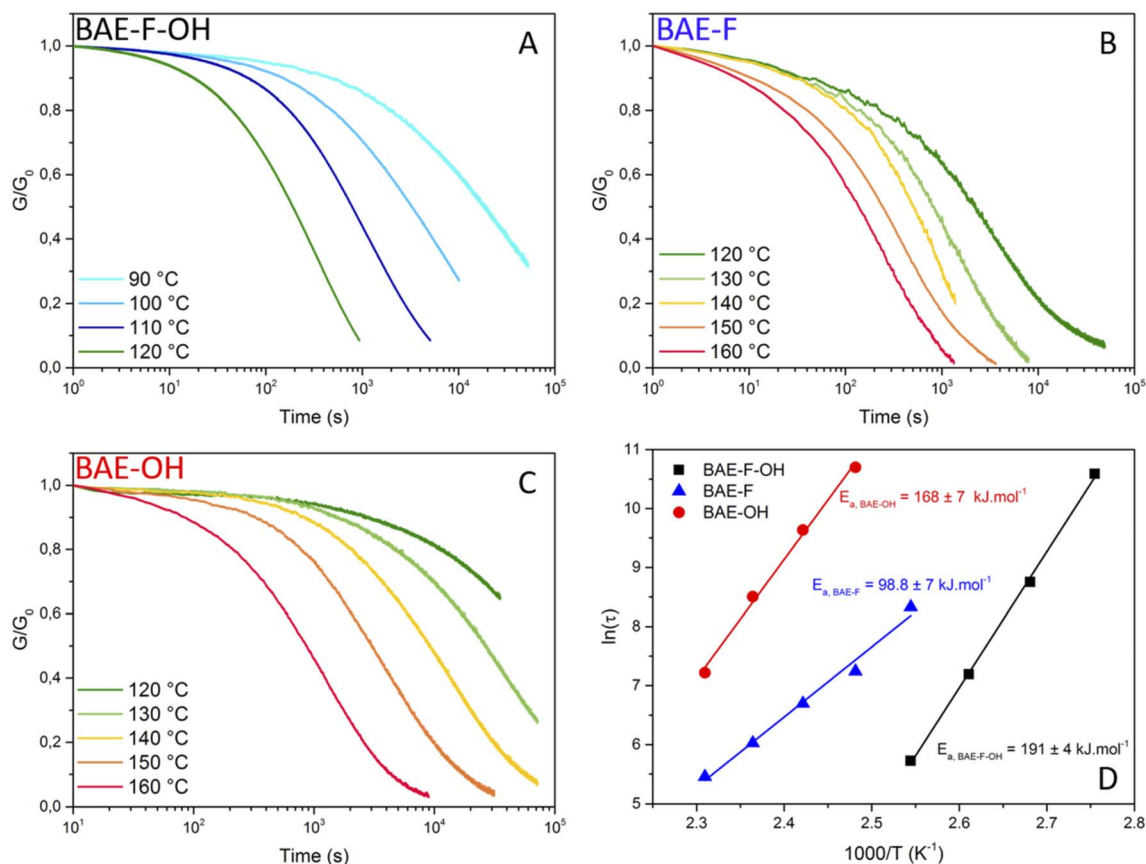 BAE-F-OH
A
G/G0
1,0
0,8
0,6
0,4
0,2
0,0
90 °C
100 °C
110 °C
120 °C
10^0 10^1 10^2 10^3 10^4 10^5
Time (s)
BAE-F
B
G/G0
1,0
0,8
0,6
0,4
0,2
0,0
120 °C
130 °C
140 °C
150 °C
160 °C
10^0 10^1 10^2 10^3 10^4 10^5
Time (s)
BAE-OH
C
G/G0
1,0
0,8
0,6
0,4
0,2
0,0
120 °C
130 °C
140 °C
150 °C
160 °C
10^1 10^2 10^3 10^4 10^5
Time (s)
ln(τ)
11
10
9
8
7
6
5
BAE-F-OH
BAE-F
BAE-OH
Ea, BAE-OH = 168 ± 7 kJ.mol-1
Ea, BAE-F = 98.8 ± 7 kJ.mol-1
Ea, BAE-F-OH = 191 ± 4 kJ.mol-1
D
2.3 2.4 2.5 2.6 2.7 2.8
1000/T (K-1)